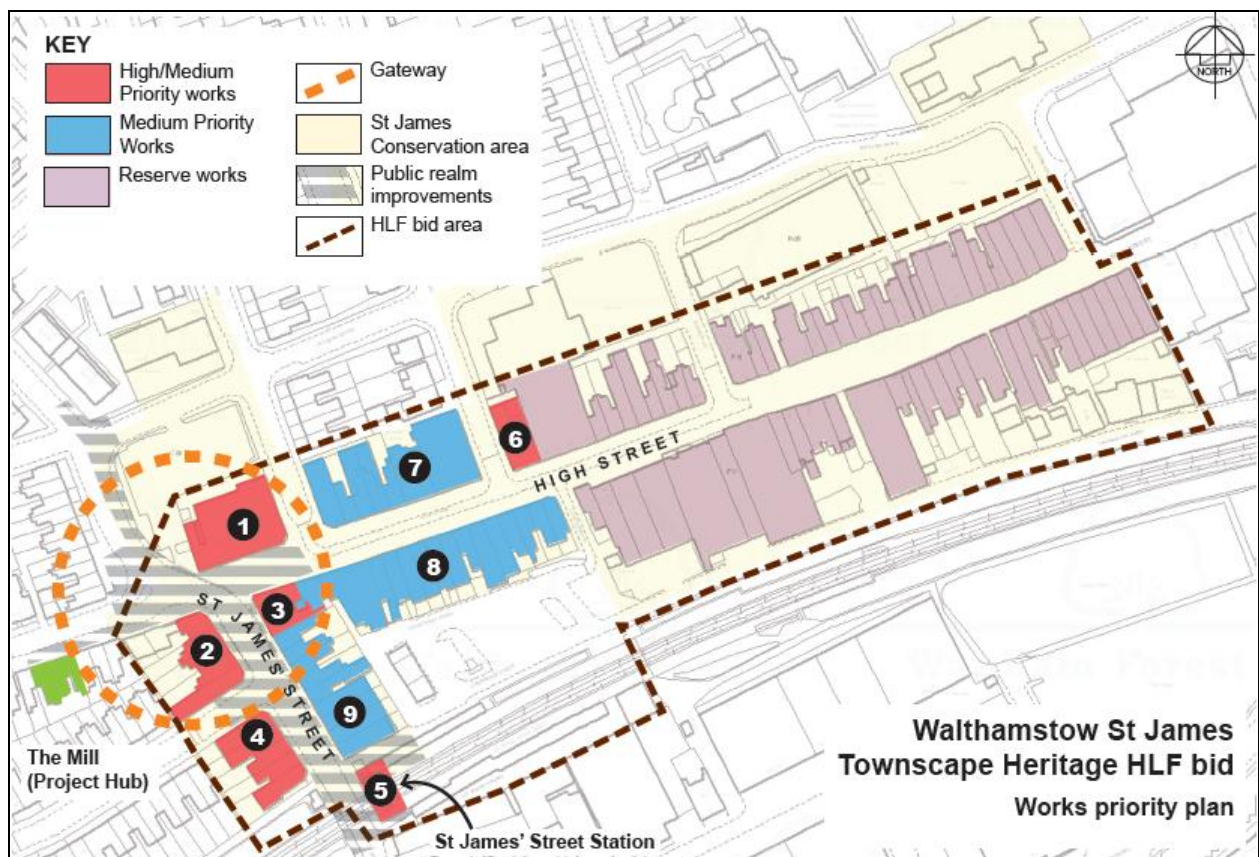 KEY
High/Medium
Priority works
Medium Priority
Works
Reserve works
Gateway
St James
Conservation area
Public realm
improvements
HLF bid area
NORTH
1
2
3
4
5
6
7
8
9
HIGH STREET
ST JAMES' STREET
The Mill
(Project Hub)
St James' Street Station
Walthamstow St James
Townscape Heritage HLF bid
Works priority plan